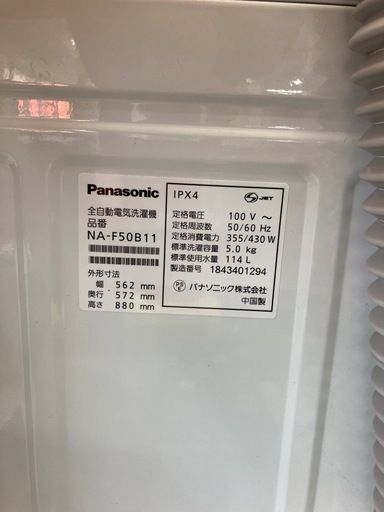 Panasonic
全自動電気洗濯機
品番
NA-F50B11
外形寸法
幅 562 mm
奥行 572 mm
高さ 880 mm
IPX4
S JET
定格電圧 100 V ～
定格周波数 50/60 Hz
定格消費電力 355/430 W
標準洗濯容量 5.0 kg
標準使用水量 114 L
製造番号 1843401294
PS E パナソニック株式会社
中国製